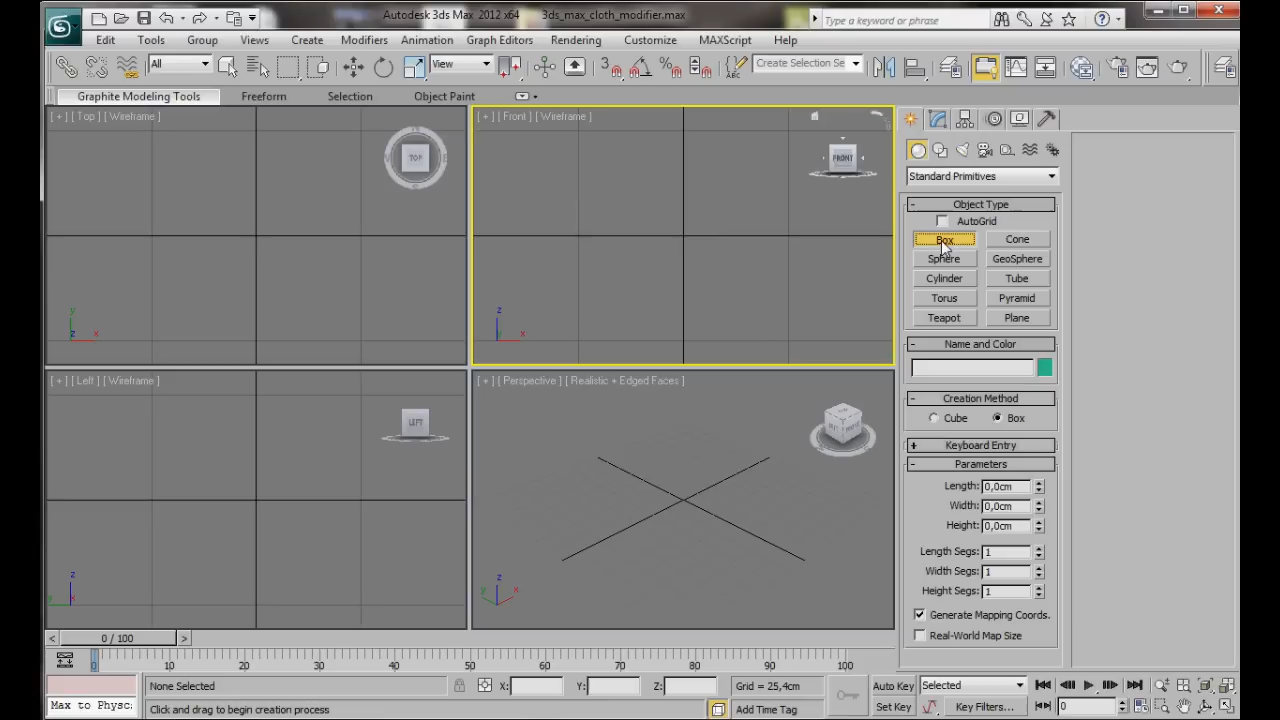 Autodesk 3ds Max 2012 x64 3ds_max_cloth_modifier.max
Type a keyword or phrase
Edit Tools Group Views Create Modifiers Animation Graph Editors Rendering Customize MAXScript Help
All View 3 Create Selection Se
Graphite Modeling Tools Freeform Selection Object Paint
[ + ] [ Top ] [ Wireframe ]
TOP
y
z x
[ + ] [ Front ] [ Wireframe ]
FRONT
z
x
[ + ] [ Left ] [ Wireframe ]
LEFT
z
y
[ + ] [ Perspective ] [ Realistic + Edged Faces ]
z
y x
Standard Primitives
- Object Type
AutoGrid
Box Cone
Sphere GeoSphere
Cylinder Tube
Torus Pyramid
Teapot Plane
- Name and Color
- Creation Method
Cube Box
+ Keyboard Entry
- Parameters
Length: 0,0cm
Width: 0,0cm
Height: 0,0cm
Length Segs: 1
Width Segs: 1
Height Segs: 1
Generate Mapping Coords.
Real-World Map Size
< 0 / 100 >
0 10 20 30 40 50 60 70 80 90 100
None Selected X: Y: Z: Grid = 25,4cm Auto Key Selected
Max to Physc: Click and drag to begin creation process Add Time Tag Set Key Key Filters... 0